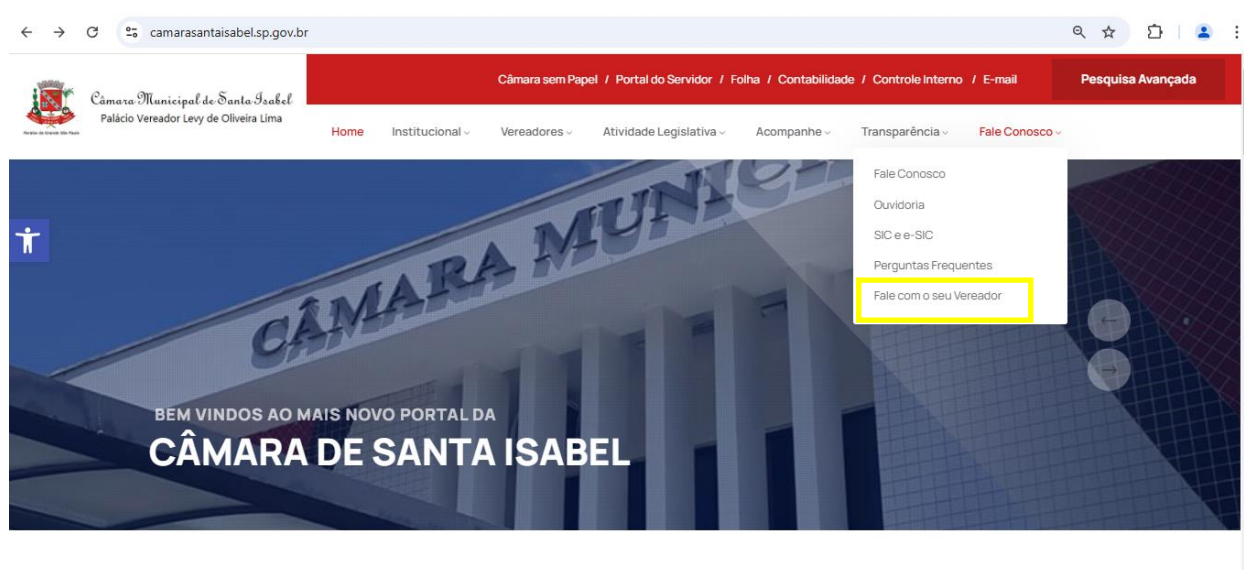 camarasantaisabel.sp.gov.br
Câmara sem Papel / Portal do Servidor / Folha / Contabilidade / Controle Interno / E-mail
Pesquisa Avançada
Câmara Municipal de Santa Isabel
Palácio Vereador Levy de Oliveira Lima
Home Institucional Vereadores Atividade Legislativa Acompanhe Transparência Fale Conosco
Fale Conosco
Ouvidoria
SIC e e-SIC
Perguntas Frequentes
Fale com o seu Vereador
CÂMARA MUNICI
BEM VINDOS AO MAIS NOVO PORTAL DA
CÂMARA DE SANTA ISABEL